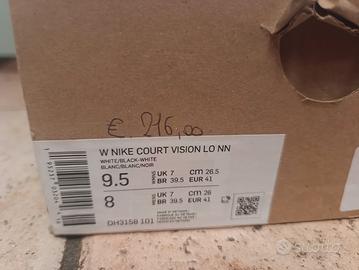 € 216,00
W NIKE COURT VISION LO NN
WHITE/BLACK-WHITE
BLANC/BLANC/NOIR
9.5 UK 7 CM 26.5
BR 39.5 EUR 41
8 UK 7 CM 26
BR 39.5 EUR 41
DH3158 101
subito